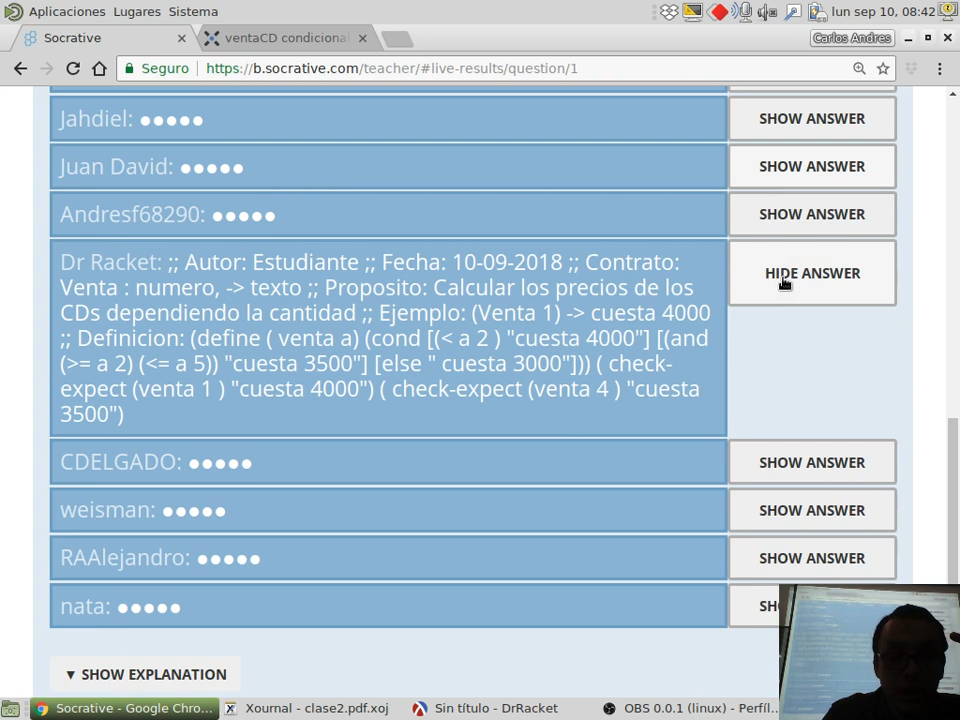 Aplicaciones Lugares Sistema lun sep 10, 08:42
Socrative × ventaCD condiciona ×
Carlos Andres
Seguro https://b.socrative.com/teacher/#live-results/question/1
Jahdiel: ●●●●● SHOW ANSWER
Juan David: ●●●●● SHOW ANSWER
Andresf68290: ●●●●● SHOW ANSWER
Dr Racket: ;; Autor: Estudiante ;; Fecha: 10-09-2018 ;; Contrato:
Venta : numero, -> texto ;; Proposito: Calcular los precios de los
CDs dependiendo la cantidad ;; Ejemplo: (Venta 1) -> cuesta 4000
;; Definicion: (define ( venta a) (cond [(< a 2 ) "cuesta 4000"] [(and
(>= a 2) (<= a 5)) "cuesta 3500"] [else " cuesta 3000"])) ( check-
expect (venta 1 ) "cuesta 4000") ( check-expect (venta 4 ) "cuesta
3500")
HIDE ANSWER
CDELGADO: ●●●●● SHOW ANSWER
weisman: ●●●●● SHOW ANSWER
RAAlejandro: ●●●●● SHOW ANSWER
nata: ●●●●● SH
▼ SHOW EXPLANATION
Socrative - Google Chro... Xournal - clase2.pdf.xoj Sin título - DrRacket OBS 0.0.1 (linux) - Perfil...